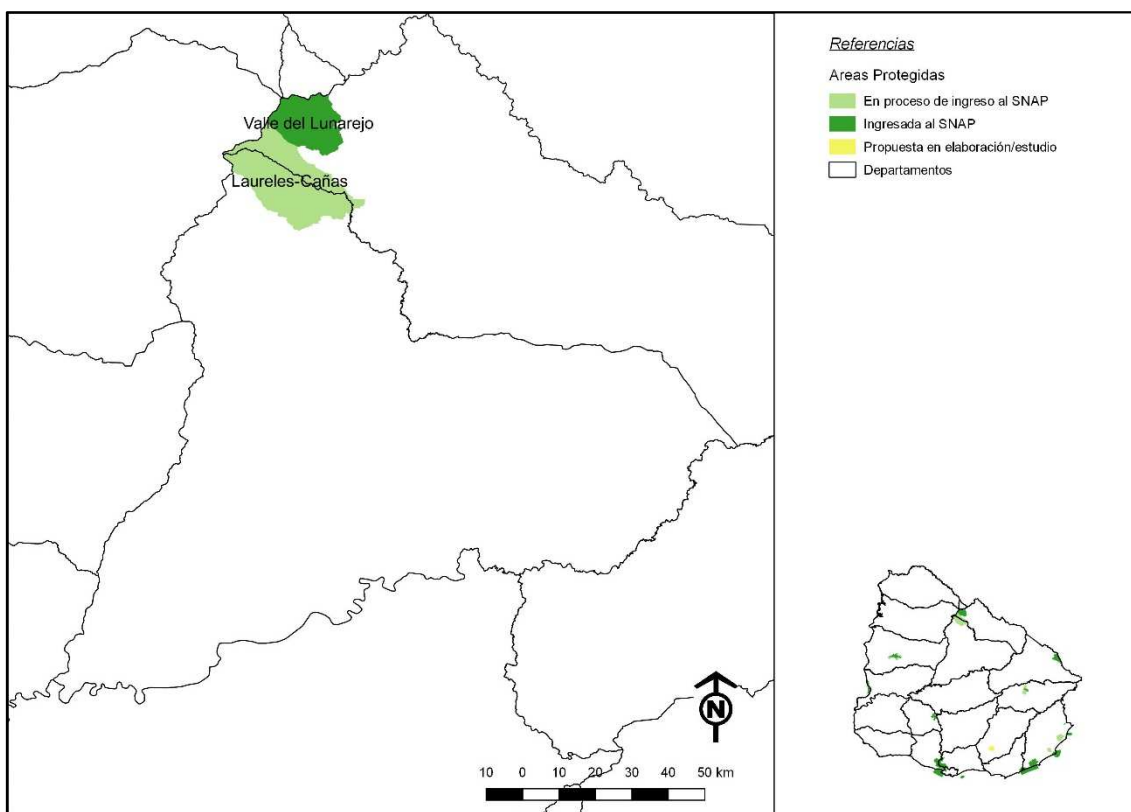 Valle del Lunarejo
Laureles-Cañas
Referencias
Areas Protegidas
En proceso de ingreso al SNAP
Ingresada al SNAP
Propuesta en elaboración/estudio
Departamentos
N
10 0 10 20 30 40 50 km